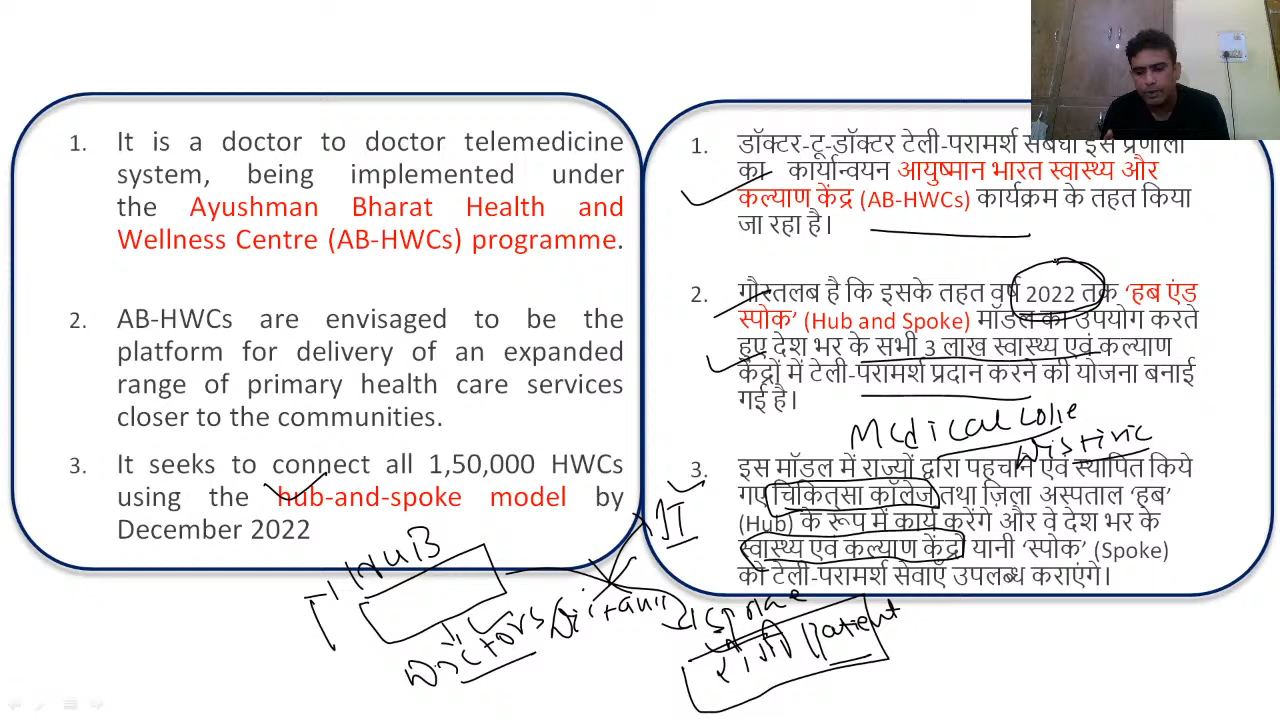 1. It is a doctor to doctor telemedicine
system, being implemented under
the Ayushman Bharat Health and
Wellness Centre (AB-HWCs) programme.
2. AB-HWCs are envisaged to be the
platform for delivery of an expanded
range of primary health care services
closer to the communities.
3. It seeks to connect all 1,50,000 HWCs
using the hub-and-spoke model by
December 2022
1. डॉक्टर-टू-डॉक्टर टेली-परामर्श संबंधी इस प्रणाली
का कार्यान्वयन आयुष्मान भारत स्वास्थ्य और
कल्याण केंद्र (AB-HWCs) कार्यक्रम के तहत किया
जा रहा है।
2. गौरतलब है कि इसके तहत वर्ष 2022 तक ‘हब एंड
स्पोक’ (Hub and Spoke) मॉडल का उपयोग करते
हुए देश भर के सभी 3 लाख स्वास्थ्य एवं कल्याण
केंद्रों में टेली-परामर्श प्रदान करने की योजना बनाई
गई है।
Medical colle
3. इस मॉडल में राज्यों द्वारा पहचाने एवं स्थापित किये
गए चिकित्सा कॉलेज तथा ज़िला अस्पताल ‘हब’
(Hub) के रूप में कार्य करेंगे और वे देश भर के
स्वास्थ्य एवं कल्याण केंद्रों यानी ‘स्पोक’ (Spoke)
को टेली-परामर्श सेवाएँ उपलब्ध कराएंगे।
HUB
Doctors
Patient